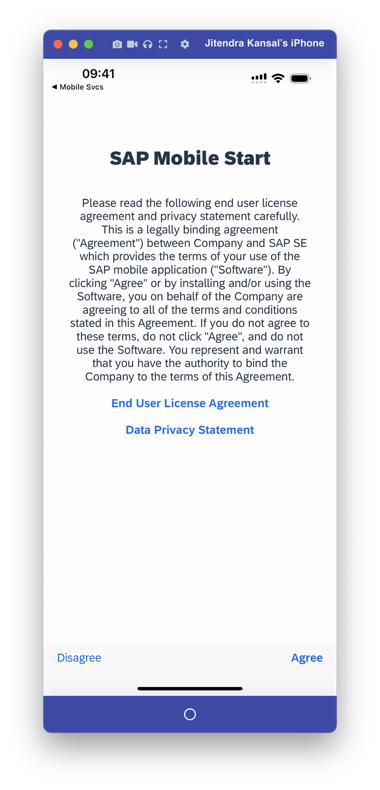 Jitendra Kansal's iPhone
09:41
◀ Mobile Svcs
SAP Mobile Start
Please read the following end user license
agreement and privacy statement carefully.
This is a legally binding agreement
("Agreement") between Company and SAP SE
which provides the terms of your use of the
SAP mobile application ("Software"). By
clicking "Agree" or by installing and/or using the
Software, you on behalf of the Company are
agreeing to all of the terms and conditions
stated in this Agreement. If you do not agree to
these terms, do not click "Agree", and do not
use the Software. You represent and warrant
that you have the authority to bind the
Company to the terms of this Agreement.
End User License Agreement
Data Privacy Statement
Disagree
Agree